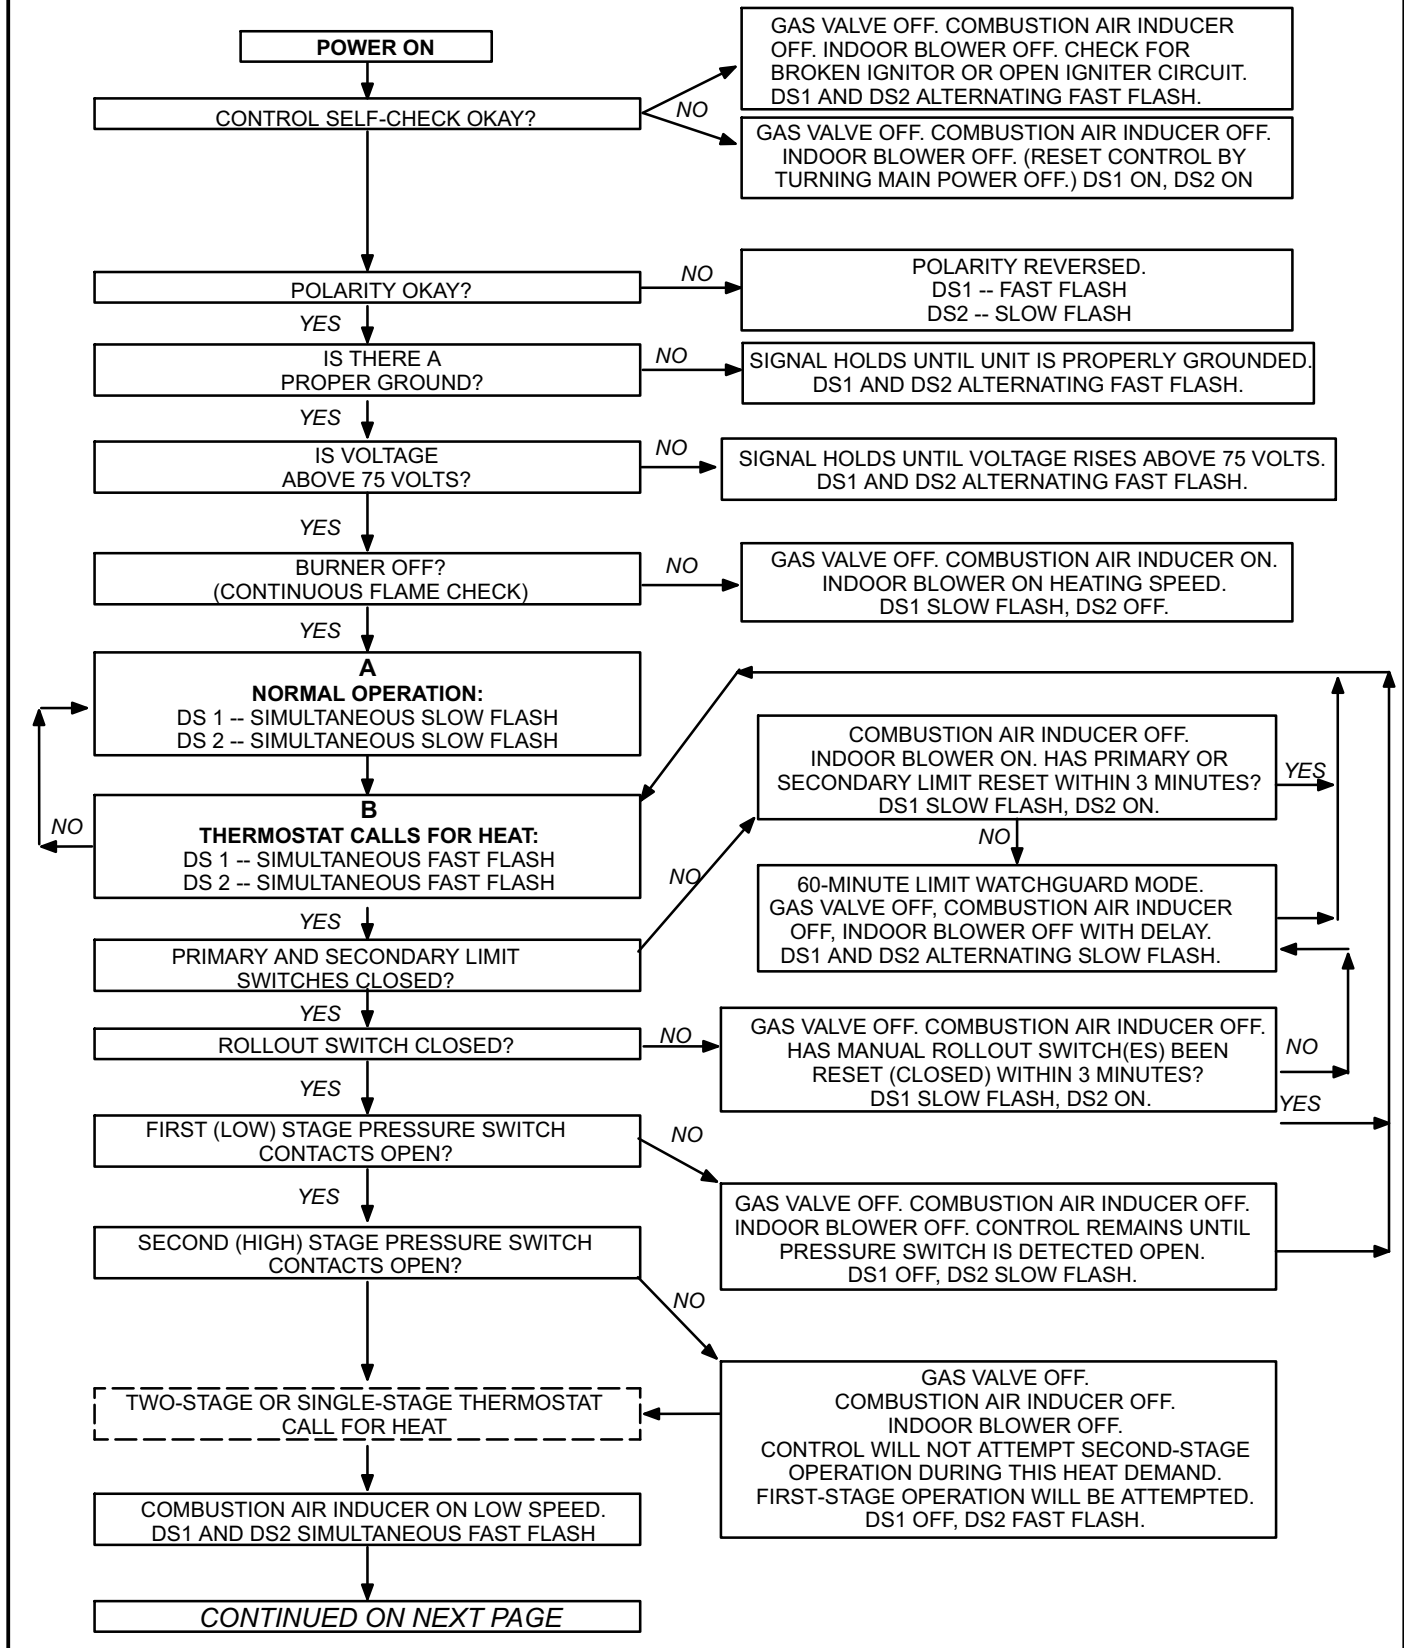 POWER ON
GAS VALVE OFF. COMBUSTION AIR INDUCER
OFF. INDOOR BLOWER OFF. CHECK FOR
BROKEN IGNITOR OR OPEN IGNITER CIRCUIT.
DS1 AND DS2 ALTERNATING FAST FLASH.
CONTROL SELF-CHECK OKAY?
NO
GAS VALVE OFF. COMBUSTION AIR INDUCER OFF.
INDOOR BLOWER OFF. (RESET CONTROL BY
TURNING MAIN POWER OFF.) DS1 ON, DS2 ON
POLARITY OKAY?
NO
POLARITY REVERSED.
DS1 -- FAST FLASH
DS2 -- SLOW FLASH
YES
IS THERE A
PROPER GROUND?
NO
SIGNAL HOLDS UNTIL UNIT IS PROPERLY GROUNDED.
DS1 AND DS2 ALTERNATING FAST FLASH.
YES
IS VOLTAGE
ABOVE 75 VOLTS?
NO
SIGNAL HOLDS UNTIL VOLTAGE RISES ABOVE 75 VOLTS.
DS1 AND DS2 ALTERNATING FAST FLASH.
YES
BURNER OFF?
(CONTINUOUS FLAME CHECK)
NO
GAS VALVE OFF. COMBUSTION AIR INDUCER ON.
INDOOR BLOWER ON HEATING SPEED.
DS1 SLOW FLASH, DS2 OFF.
YES
A
NORMAL OPERATION:
DS 1 -- SIMULTANEOUS SLOW FLASH
DS 2 -- SIMULTANEOUS SLOW FLASH
COMBUSTION AIR INDUCER OFF.
INDOOR BLOWER ON. HAS PRIMARY OR
SECONDARY LIMIT RESET WITHIN 3 MINUTES?
DS1 SLOW FLASH, DS2 ON.
YES
NO
B
THERMOSTAT CALLS FOR HEAT:
DS 1 -- SIMULTANEOUS FAST FLASH
DS 2 -- SIMULTANEOUS FAST FLASH
NO
NO
60-MINUTE LIMIT WATCHGUARD MODE.
GAS VALVE OFF, COMBUSTION AIR INDUCER
OFF, INDOOR BLOWER OFF WITH DELAY.
DS1 AND DS2 ALTERNATING SLOW FLASH.
YES
PRIMARY AND SECONDARY LIMIT
SWITCHES CLOSED?
YES
ROLLOUT SWITCH CLOSED?
NO
GAS VALVE OFF. COMBUSTION AIR INDUCER OFF.
HAS MANUAL ROLLOUT SWITCH(ES) BEEN
RESET (CLOSED) WITHIN 3 MINUTES?
DS1 SLOW FLASH, DS2 ON.
NO
YES
YES
FIRST (LOW) STAGE PRESSURE SWITCH
CONTACTS OPEN?
NO
YES
GAS VALVE OFF. COMBUSTION AIR INDUCER OFF.
INDOOR BLOWER OFF. CONTROL REMAINS UNTIL
PRESSURE SWITCH IS DETECTED OPEN.
DS1 OFF, DS2 SLOW FLASH.
SECOND (HIGH) STAGE PRESSURE SWITCH
CONTACTS OPEN?
NO
GAS VALVE OFF.
COMBUSTION AIR INDUCER OFF.
INDOOR BLOWER OFF.
CONTROL WILL NOT ATTEMPT SECOND-STAGE
OPERATION DURING THIS HEAT DEMAND.
FIRST-STAGE OPERATION WILL BE ATTEMPTED.
DS1 OFF, DS2 FAST FLASH.
TWO-STAGE OR SINGLE-STAGE THERMOSTAT
CALL FOR HEAT
COMBUSTION AIR INDUCER ON LOW SPEED.
DS1 AND DS2 SIMULTANEOUS FAST FLASH
CONTINUED ON NEXT PAGE